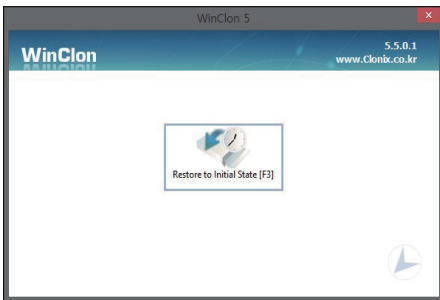 WinClon 5
WinClon
5.5.0.1
www.Clonix.co.kr
Restore to Initial State [F3]